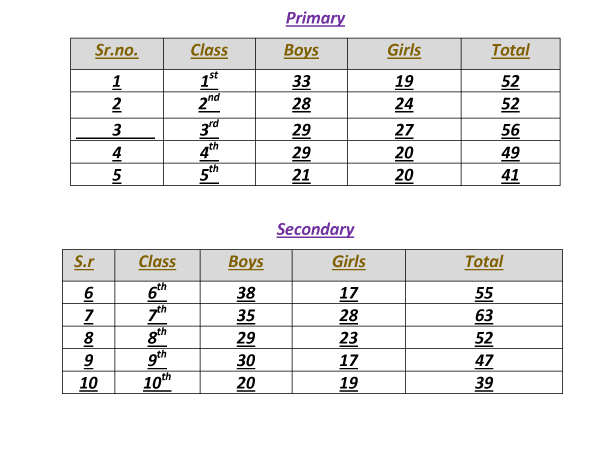 Primary
Sr.no. Class Boys Girls Total
1 1st 33 19 52
2 2nd 28 24 52
3 3rd 29 27 56
4 4th 29 20 49
5 5th 21 20 41
Secondary
S.r Class Boys Girls Total
6 6th 38 17 55
7 7th 35 28 63
8 8th 29 23 52
9 9th 30 17 47
10 10th 20 19 39